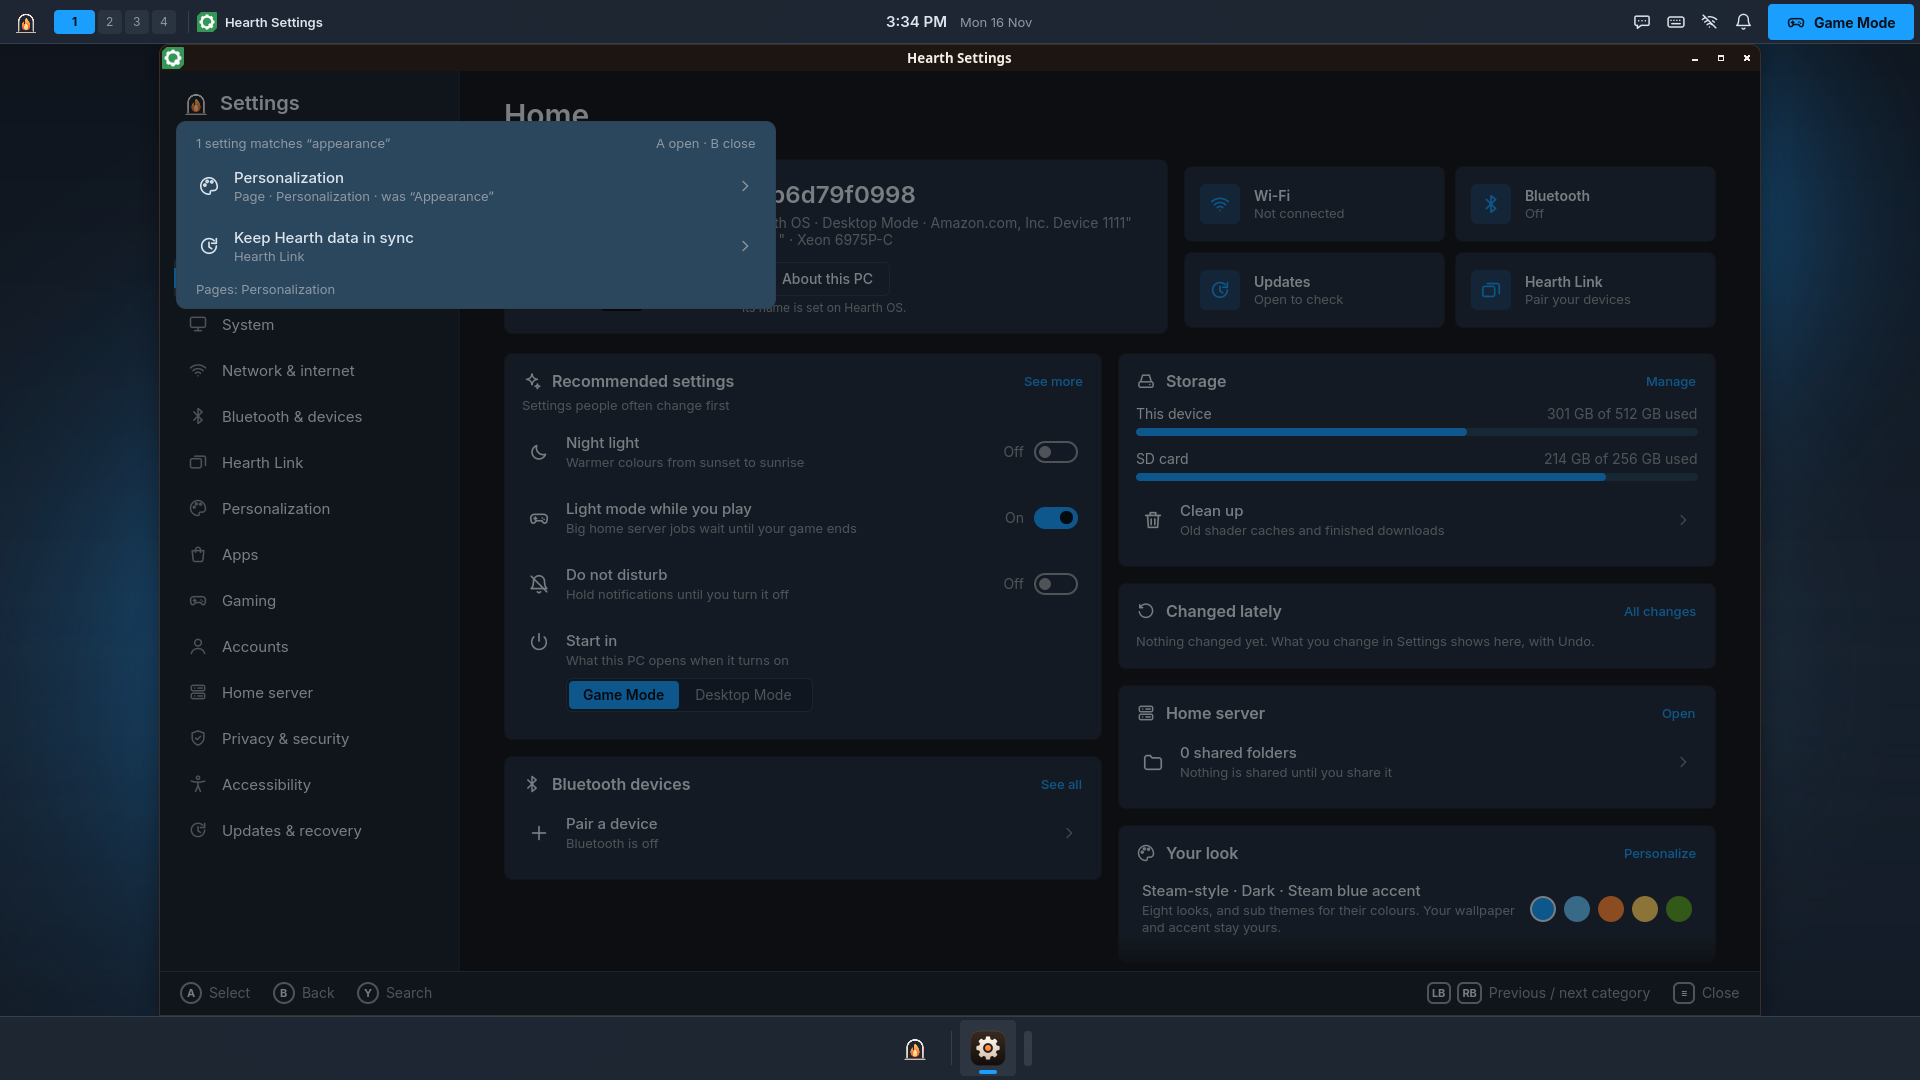 1
2
3
4
Hearth Settings
3:34 PM
Mon 16 Nov
Game Mode
Hearth Settings
Settings
1 setting matches “appearance”
A open · B close
Personalization
Page · Personalization · was “Appearance”
Keep Hearth data in sync
Hearth Link
Pages: Personalization
System
Network & internet
Bluetooth & devices
Hearth Link
Personalization
Apps
Gaming
Accounts
Home server
Privacy & security
Accessibility
Updates & recovery
Home
6d79f0998
OS · Desktop Mode · Amazon.com, Inc. Device 1111"
" · Xeon 6975P-C
About this PC
Its name is set on Hearth OS.
Wi-Fi
Not connected
Bluetooth
Off
Updates
Open to check
Hearth Link
Pair your devices
Recommended settings
See more
Settings people often change first
Night light
Warmer colours from sunset to sunrise
Off
Light mode while you play
Big home server jobs wait until your game ends
On
Do not disturb
Hold notifications until you turn it off
Off
Start in
What this PC opens when it turns on
Game Mode
Desktop Mode
Bluetooth devices
See all
Pair a device
Bluetooth is off
Storage
Manage
This device
301 GB of 512 GB used
SD card
214 GB of 256 GB used
Clean up
Old shader caches and finished downloads
Changed lately
All changes
Nothing changed yet. What you change in Settings shows here, with Undo.
Home server
Open
0 shared folders
Nothing is shared until you share it
Your look
Personalize
Steam-style · Dark · Steam blue accent
Eight looks, and sub themes for their colours. Your wallpaper
and accent stay yours.
A Select
B Back
Y Search
LB RB Previous / next category
Close